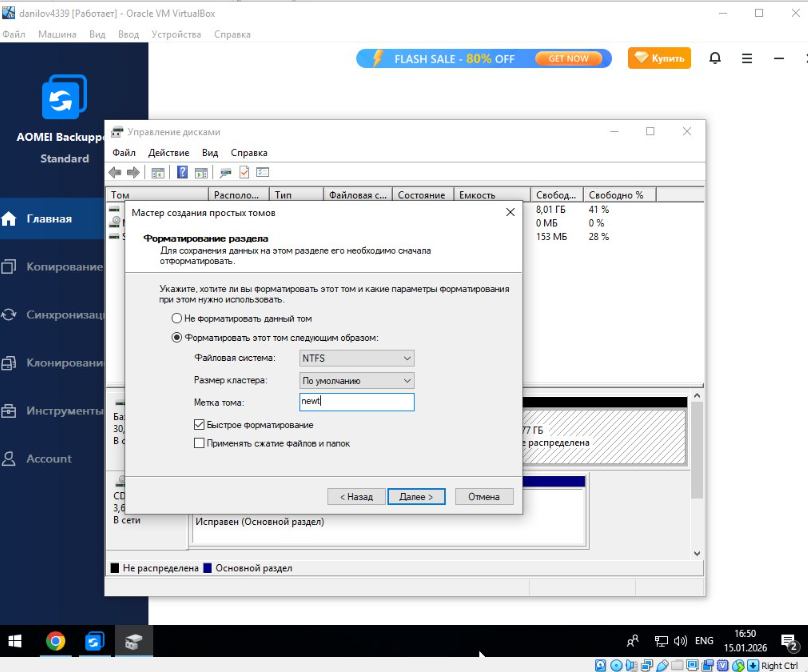 danilov4339 [Работает] - Oracle VM VirtualBox
Файл Машина Вид Ввод Устройства Справка
FLASH SALE - 80% OFF GET NOW Купить
AOMEI Backuppe
Standard
Главная
Копирование
Синхронизац
Клонировани
Инструменты
Account
Управление дисками
Файл Действие Вид Справка
Том Располо... Тип Файловая с... Состояние Емкость Свобод... Свободно %
8,01 ГБ 41 %
0 МБ 0 %
153 МБ 28 %
Мастер создания простых томов
Форматирование раздела
Для сохранения данных на этом разделе его необходимо сначала
отформатировать.
Укажите, хотите ли вы форматировать этот том и какие параметры форматирования
при этом нужно использовать.
Не форматировать данный том
Форматировать этот том следующим образом:
Файловая система: NTFS
Размер кластера: По умолчанию
Метка тома: newt
Быстрое форматирование
Применять сжатие файлов и папок
< Назад Далее > Отмена
Ба
30,
В с
77 ГБ
е распределена
CD
3,6
В сети
Исправен (Основной раздел)
Не распределена Основной раздел
ENG 16:50
15.01.2026
2
Right Ctrl